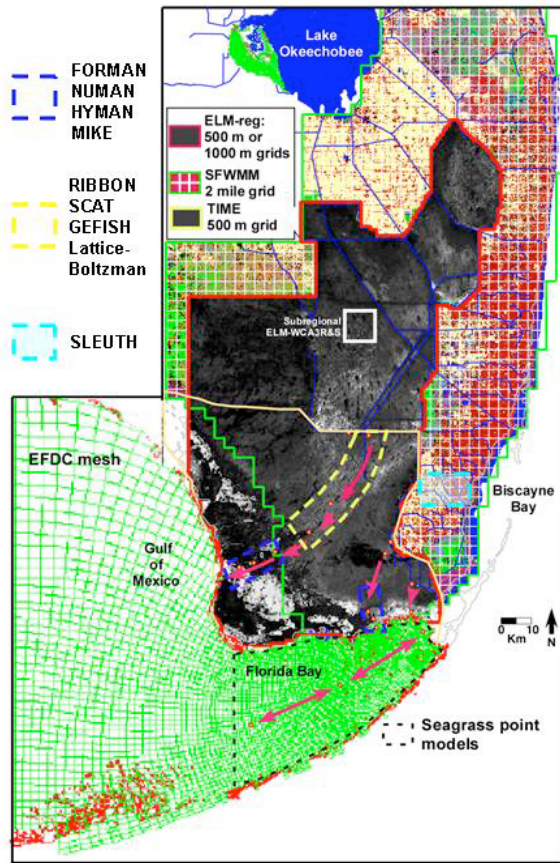 Lake
Okeechobee
FORMAN
NUMAN
HYMAN
MIKE
ELM-reg:
500 m or
1000 m grids
SFWMM
2 mile grid
TIME
500 m grid
RIBBON
SCAT
GEFISH
Lattice-
Boltzman
SLEUTH
Subregional
ELM-WCA3R&S
EFDC mesh
Biscayne
Bay
Gulf
of
Mexico
0 10
Km
N
Florida Bay
Seagrass point
models